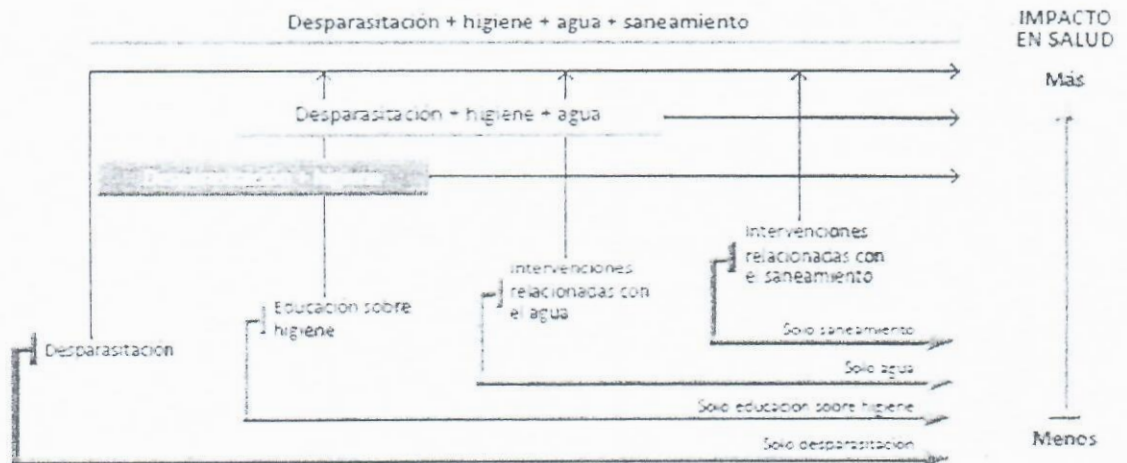 Desparasitación + higiene + agua + saneamiento
IMPACTO
EN SALUD
Más
Desparasitación + higiene + agua
Intervenciones
relacionadas con
el saneamiento
Intervenciones
relacionadas con
el agua
Educación sobre
higiene
Desparasitación
Solo saneamiento
Solo agua
Solo educación sobre higiene
Solo desparasitación
Menos